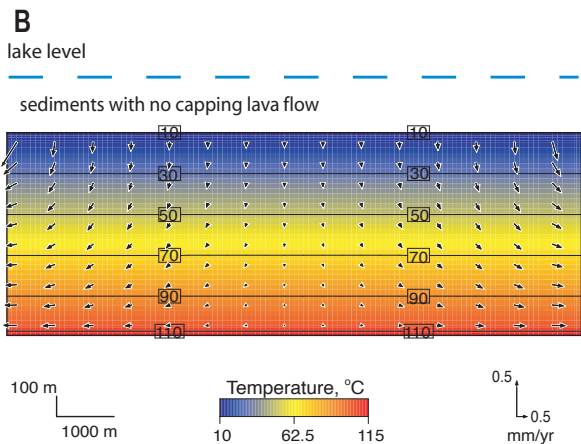 B
lake level
sediments with no capping lava flow
10 10
30 30
50 50
70 70
90 90
110 110
100 m
1000 m
Temperature, °C
10 62.5 115
0.5
0.5
mm/yr